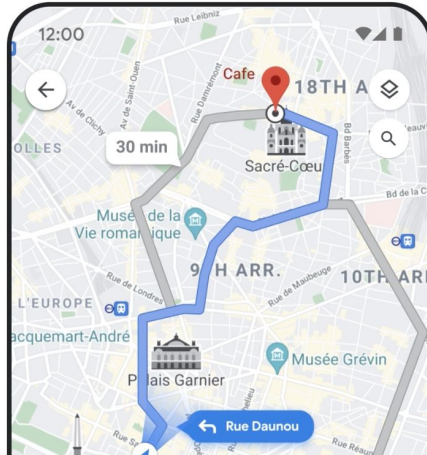 12:00
Rue Leibniz
Cafe
18TH A
Rue Damrémont
Av de Saint-Ouen
Av de Clichy
OLLES
30 min
Sacré-Cœu
Bd Barbès
Bd de la C
Musée de la
Vie romantique
9TH ARR.
Rue de Maubeuge
10TH ARR
Rue de Londres
L'EUROPE
acquemart-André
Palais Garnier
Musée Grévin
Rue Daunou
Rue Réaum